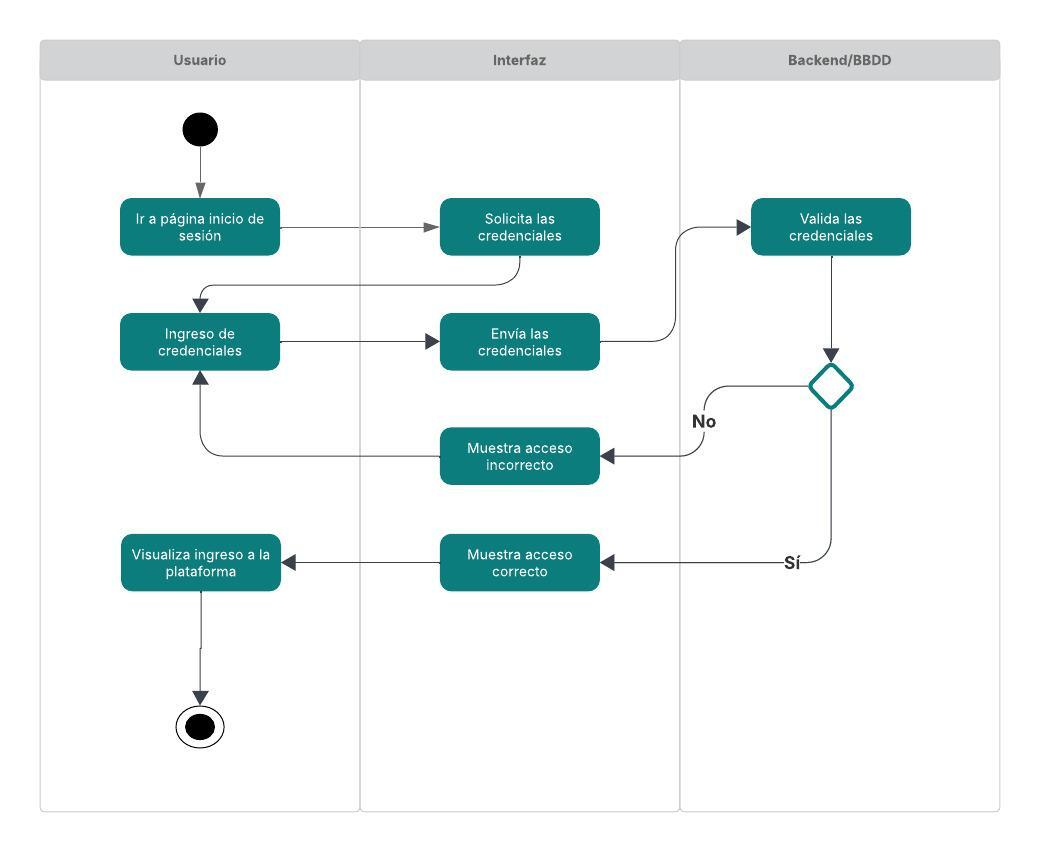 Usuario
Interfaz
Backend/BBDD
Ir a página inicio de
sesión
Solicita las
credenciales
Valida las
credenciales
Ingreso de
credenciales
Envía las
credenciales
No
Muestra acceso
incorrecto
Visualiza ingreso a la
plataforma
Muestra acceso
correcto
Sí